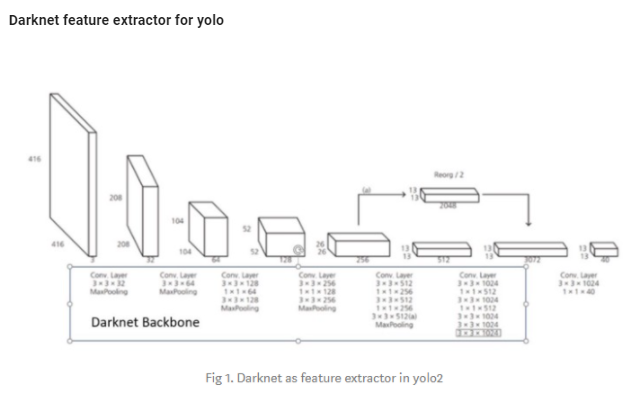 Darknet feature extractor for yolo
416
416
3
208
208
32
104
104
64
52
52
128
26
26
256
(a)
Reorg / 2
13
13
2048
13
13
512
13
13
3072
13
13
40
Conv. Layer
3×3×32
MaxPooling
Conv. Layer
3×3×64
MaxPooling
Conv. Layer
3×3×128
1×1×64
3×3×128
MaxPooling
Conv. Layer
3×3×256
1×1×128
3×3×256
MaxPooling
Conv. Layer
3×3×512
1×1×256
3×3×512
1×1×256
3×3×512(a)
MaxPooling
Conv. Layer
3×3×1024
1×1×512
3×3×1024
1×1×512
3×3×1024
3×3×1024
3×3×1024
Conv. Layer
3×3×1024
1×1×40
Darknet Backbone
Fig 1. Darknet as feature extractor in yolo2